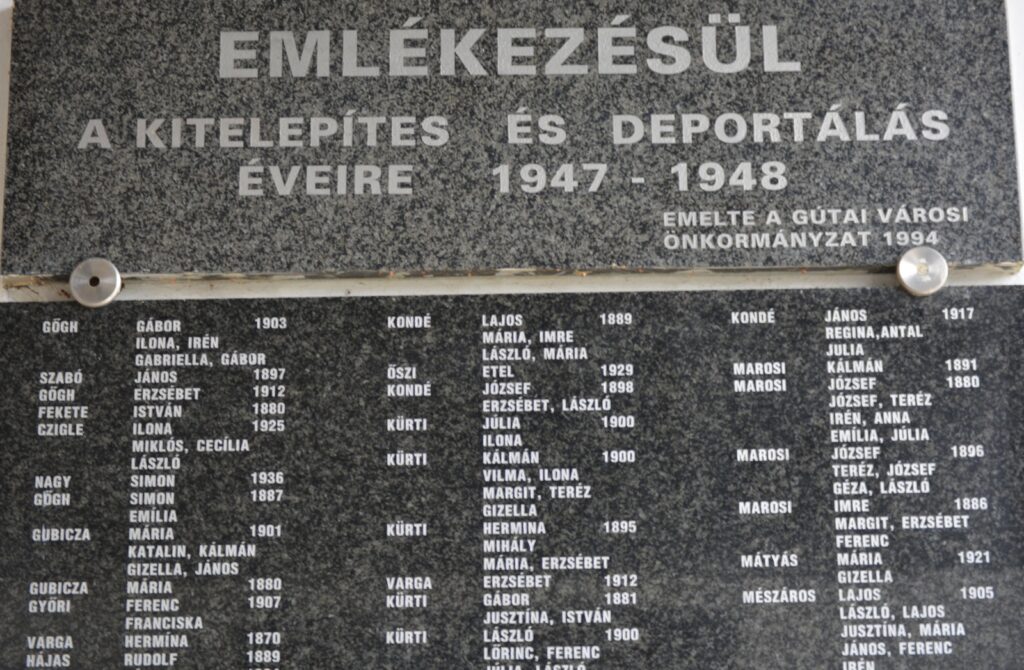 EMLÉKEZÉSÜL
A KITELEPÍTES ÉS DEPORTÁLÁS
ÉVEIRE 1947 - 1948
EMELTE A GÚTAI VÁROSI
ÖNKORMÁNYZAT 1994
GŐGH GÁBOR 1903
ILONA, IRÉN
GABRIELLA, GÁBOR
SZABÓ JÁNOS 1897
GŐGH ERZSÉBET 1912
FEKETE ISTVÁN 1880
CZIGLE ILONA 1925
MIKLÓS, CECÍLIA
LÁSZLÓ
NAGY SIMON 1936
GŐGH SIMON 1887
EMÍLIA
GUBICZA MÁRIA 1901
KATALIN, KÁLMÁN
GIZELLA, JÁNOS
GUBICZA MÁRIA 1880
GYŐRI FERENC 1907
FRANCISKA
VARGA HERMÍNA 1870
HÁJAS RUDOLF 1889
KONDÉ LAJOS 1889
MÁRIA, IMRE
LÁSZLÓ, MÁRIA
ŐSZI ETEL 1929
KONDÉ JÓZSEF 1898
ERZSÉBET, LÁSZLÓ
KÜRTI JÚLIA 1900
ILONA
KÜRTI KÁLMÁN 1900
VILMA, ILONA
MARGIT, TERÉZ
GIZELLA
KÜRTI HERMINA 1895
MIHÁLY
MÁRIA, ERZSÉBET
VARGA ERZSÉBET 1912
KÜRTI GÁBOR 1881
JUSZTÍNA, ISTVÁN
KÜRTI LÁSZLÓ 1900
LŐRINC, FERENC
JÚLIA, LÁSZLÓ
KONDÉ JÁNOS 1917
REGINA,ANTAL
JULIA
MAROSI KÁLMÁN 1891
MAROSI JÓZSEF 1880
JÓZSEF, TERÉZ
IRÉN, ANNA
EMÍLIA, JÚLIA
MAROSI JÓZSEF 1896
TERÉZ, JÓZSEF
GÉZA, LÁSZLÓ
MAROSI IMRE 1886
MARGIT, ERZSÉBET
FERENC
MÁTYÁS MÁRIA 1921
GIZELLA
MÉSZÁROS LAJOS 1905
LÁSZLÓ, LAJOS
JUSZTÍNA, MÁRIA
JÁNOS, FERENC
IRÉN